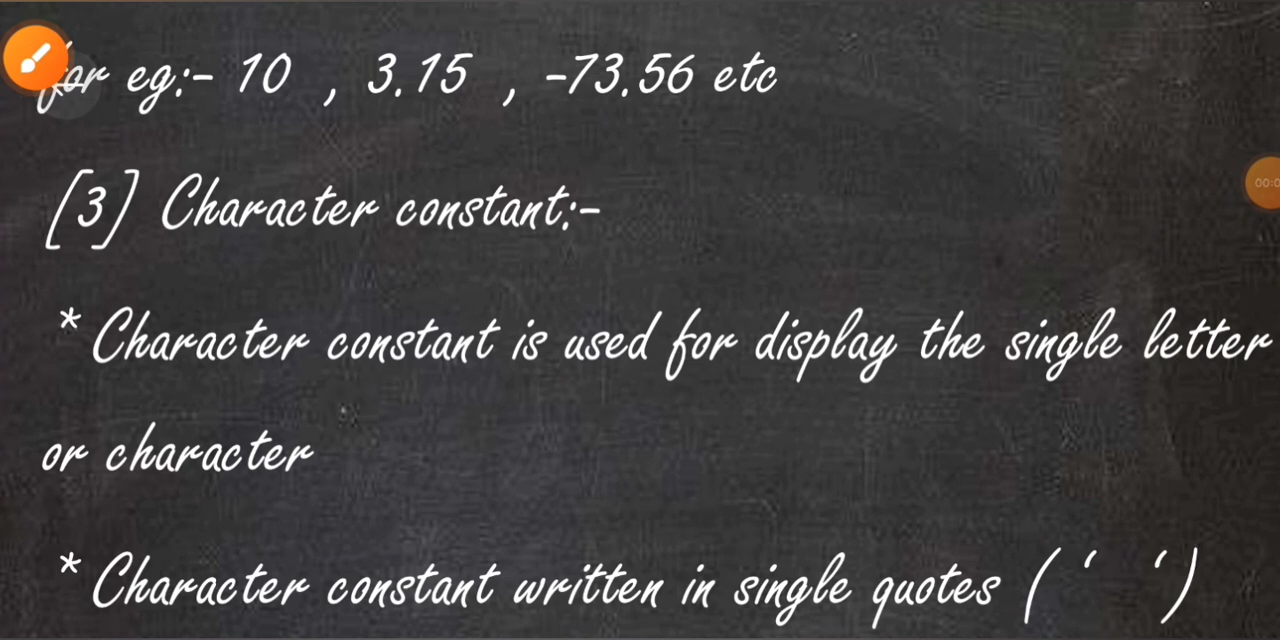 for eg:- 10 , 3.15 , -73.56 etc
[3] Character constant:-
* Character constant is used for display the single letter
or character
* Character constant written in single quotes ( ‘ ‘ )